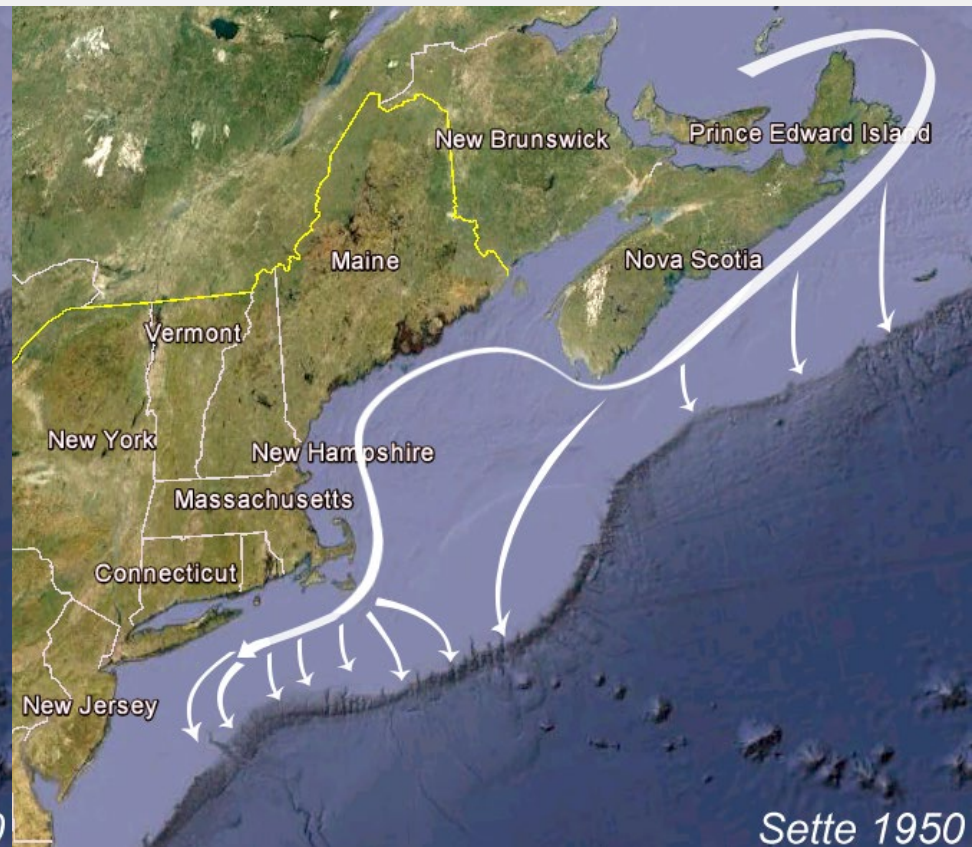 New Brunswick
Prince Edward Island
Maine
Nova Scotia
Vermont
New York
New Hampshire
Massachusetts
Connecticut
New Jersey
Sette 1950